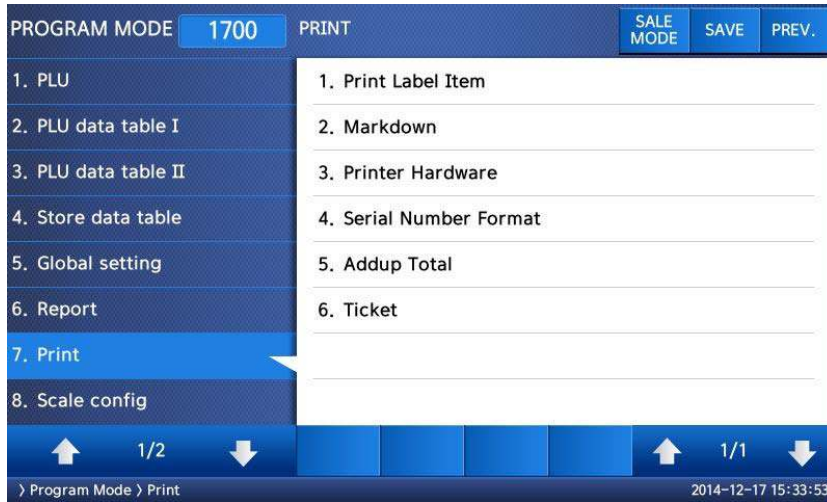 PROGRAM MODE 1700 PRINT SALE MODE SAVE PREV.
1. PLU
2. PLU data table I
3. PLU data table II
4. Store data table
5. Global setting
6. Report
7. Print
8. Scale config
1. Print Label Item
2. Markdown
3. Printer Hardware
4. Serial Number Format
5. Addup Total
6. Ticket
1/2
1/1
> Program Mode > Print
2014-12-17 15:33:53